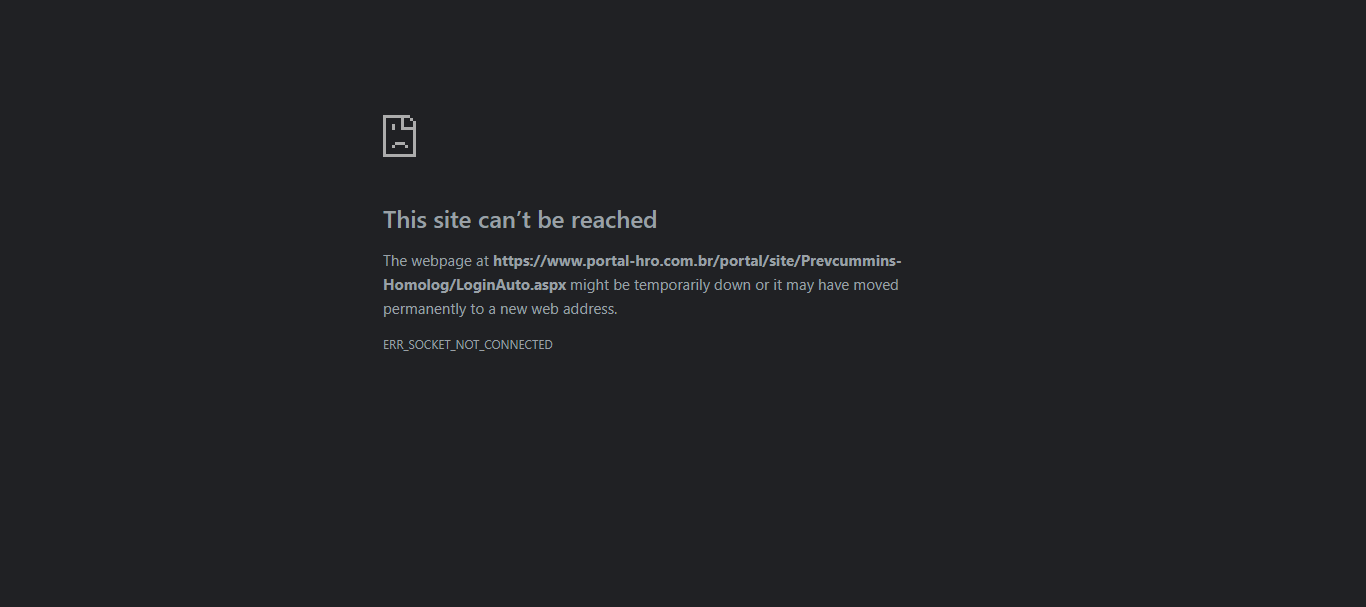 This site can’t be reached
The webpage at https://www.portal-hro.com.br/portal/site/Prevcummins-
Homolog/LoginAuto.aspx might be temporarily down or it may have moved
permanently to a new web address.
ERR_SOCKET_NOT_CONNECTED